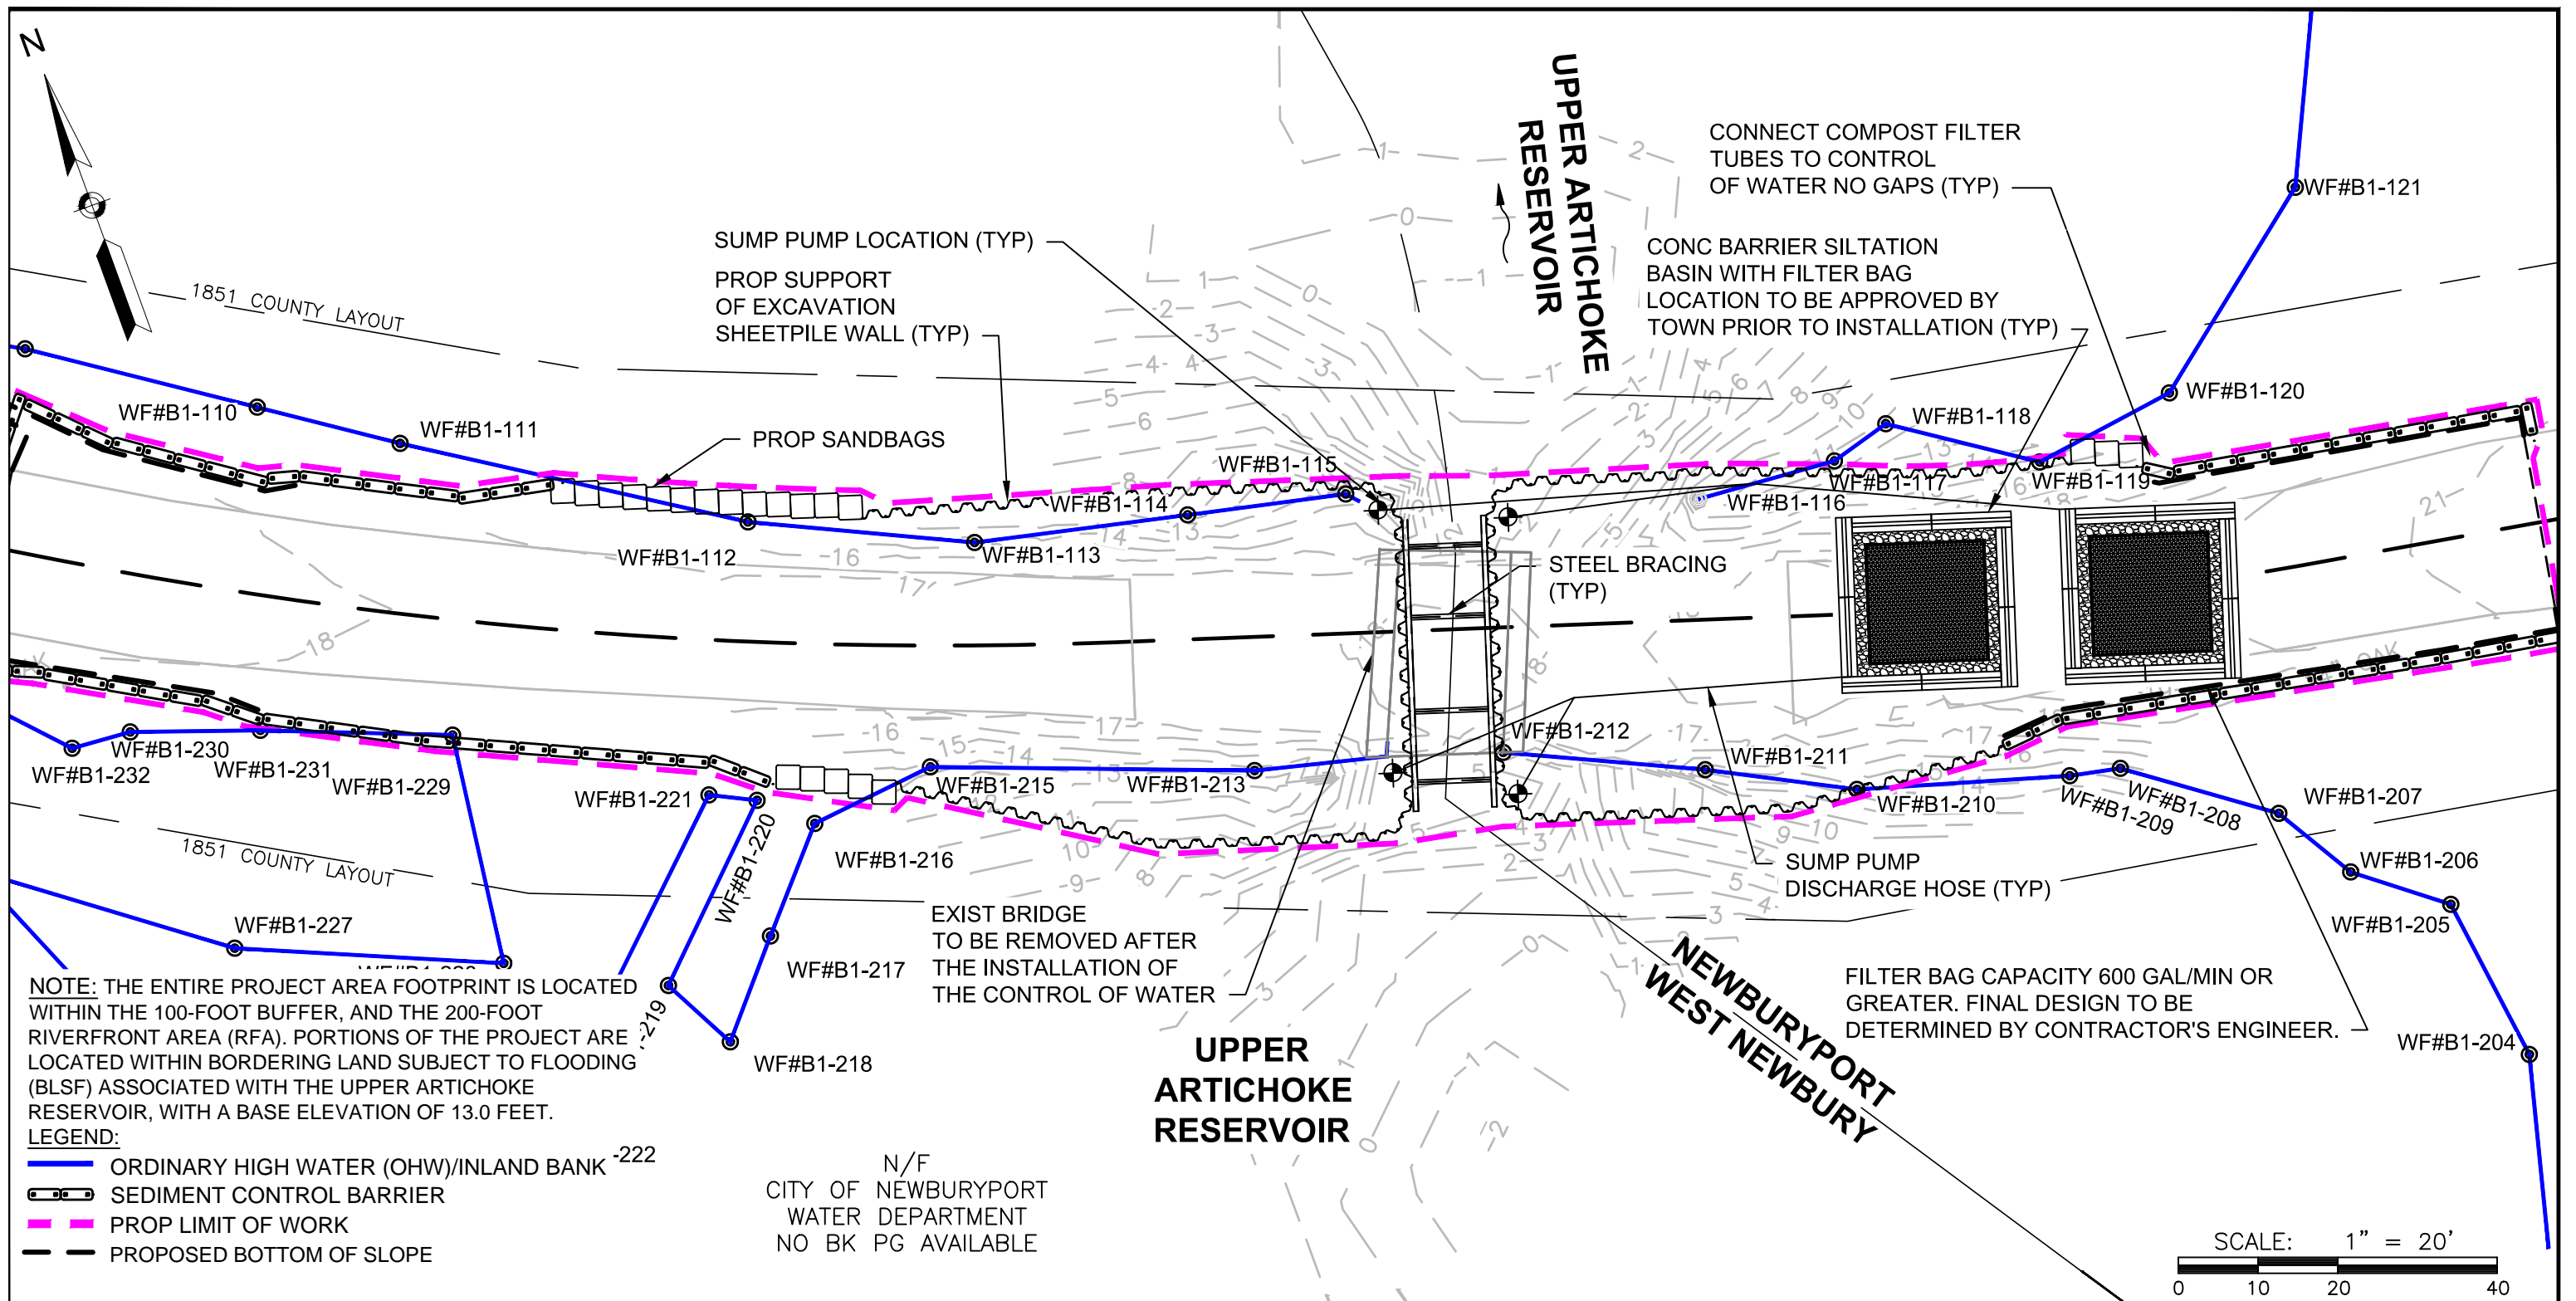 N
UPPER ARTICHOKE
RESERVOIR
CONNECT COMPOST FILTER
TUBES TO CONTROL
OF WATER NO GAPS (TYP)
WF#B1-121
SUMP PUMP LOCATION (TYP)
PROP SUPPORT
OF EXCAVATION
SHEETPILE WALL (TYP)
CONC BARRIER SILTATION
BASIN WITH FILTER BAG
LOCATION TO BE APPROVED BY
TOWN PRIOR TO INSTALLATION (TYP)
1851 COUNTY LAYOUT
WF#B1-110
WF#B1-111
PROP SANDBAGS
WF#B1-115
WF#B1-118
WF#B1-120
WF#B1-114
WF#B1-116
WF#B1-117
WF#B1-119
WF#B1-112
WF#B1-113
STEEL BRACING
(TYP)
16
17
18
21
OAK
WF#B1-230
WF#B1-232
WF#B1-231
WF#B1-229
WF#B1-221
WF#B1-220
WF#B1-215
WF#B1-213
WF#B1-212
WF#B1-211
WF#B1-210
WF#B1-209
WF#B1-208
WF#B1-207
WF#B1-206
WF#B1-205
WF#B1-204
WF#B1-216
1851 COUNTY LAYOUT
SUMP PUMP
DISCHARGE HOSE (TYP)
WF#B1-227
WF#B1-217
EXIST BRIDGE
TO BE REMOVED AFTER
THE INSTALLATION OF
THE CONTROL OF WATER
NEWBURYPORT
WEST NEWBURY
FILTER BAG CAPACITY 600 GAL/MIN OR
GREATER. FINAL DESIGN TO BE
DETERMINED BY CONTRACTOR'S ENGINEER.
-219
WF#B1-218
UPPER
ARTICHOKE
RESERVOIR
NOTE: THE ENTIRE PROJECT AREA FOOTPRINT IS LOCATED
WITHIN THE 100-FOOT BUFFER, AND THE 200-FOOT
RIVERFRONT AREA (RFA). PORTIONS OF THE PROJECT ARE
LOCATED WITHIN BORDERING LAND SUBJECT TO FLOODING
(BLSF) ASSOCIATED WITH THE UPPER ARTICHOKE
RESERVOIR, WITH A BASE ELEVATION OF 13.0 FEET.
LEGEND:
ORDINARY HIGH WATER (OHW)/INLAND BANK
-222
SEDIMENT CONTROL BARRIER
PROP LIMIT OF WORK
PROPOSED BOTTOM OF SLOPE
N/F
CITY OF NEWBURYPORT
WATER DEPARTMENT
NO BK PG AVAILABLE
SCALE: 1" = 20'
0 10 20 40